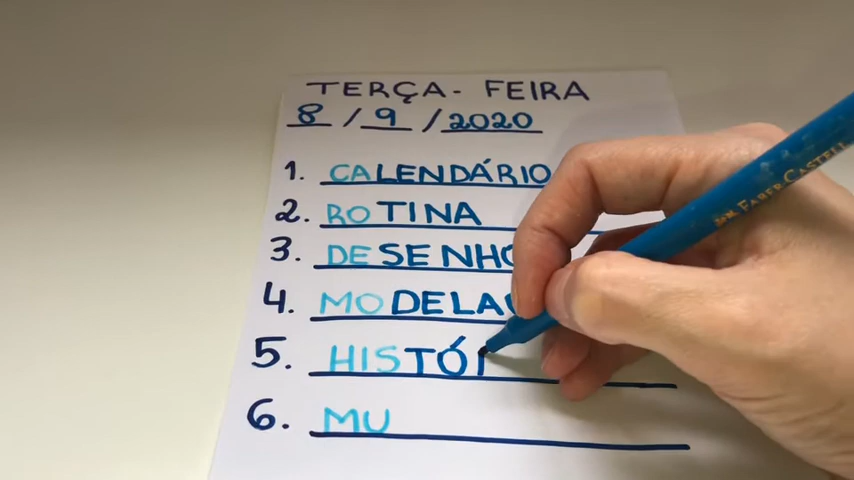 TERÇA-FEIRA
8/9/2020
1. CALENDÁRIO
2. ROTINA
3. DESENHO
4. MODELA
5. HISTÓ
6. MU
FABER-CASTELL